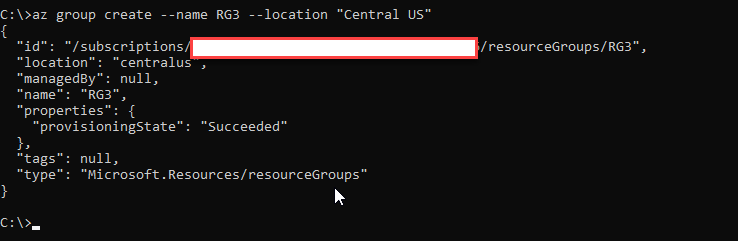 C:\>az group create --name RG3 --location "Central US"
{
  "id": "/subscriptions/ /resourceGroups/RG3",
  "location": "centralus",
  "managedBy": null,
  "name": "RG3",
  "properties": {
    "provisioningState": "Succeeded"
  },
  "tags": null,
  "type": "Microsoft.Resources/resourceGroups"
}
C:\>_